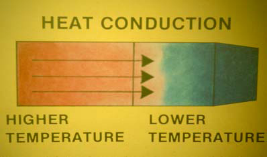 HEAT CONDUCTION
HIGHER
TEMPERATURE
LOWER
TEMPERATURE